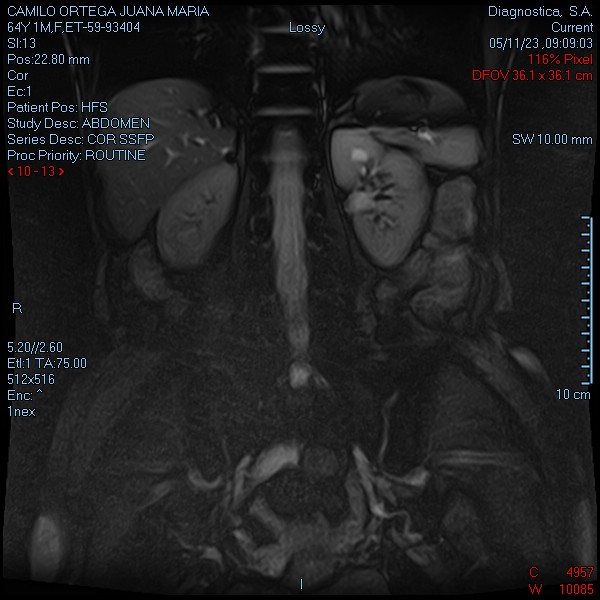 CAMILO ORTEGA JUANA MARIA
64Y 1M,F,ET-59-93404
Sl:13
Pos:22.80 mm
Cor
Ec:1
Patient Pos: HFS
Study Desc: ABDOMEN
Series Desc: COR SSFP
Proc Priority: ROUTINE
< 10 - 13 >
Lossy
Diagnostica, S.A.
Current
05/11/23 ,09:09:03
116% Pixel
DFOV 36.1 x 36.1 cm
SW 10.00 mm
R
5.20//2.60
Etl:1 TA:75.00
512x516
Enc: ^
1nex
10 cm
I
C 4957
W 10085